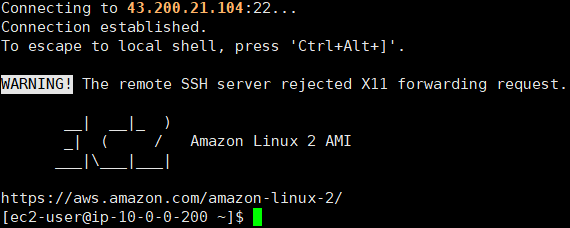 Connecting to 43.200.21.104:22...
Connection established.
To escape to local shell, press 'Ctrl+Alt+]'.
WARNING! The remote SSH server rejected X11 forwarding request.
__|  __|_  )
_|  (     /   Amazon Linux 2 AMI
___|\___|___|
https://aws.amazon.com/amazon-linux-2/
[ec2-user@ip-10-0-0-200 ~]$